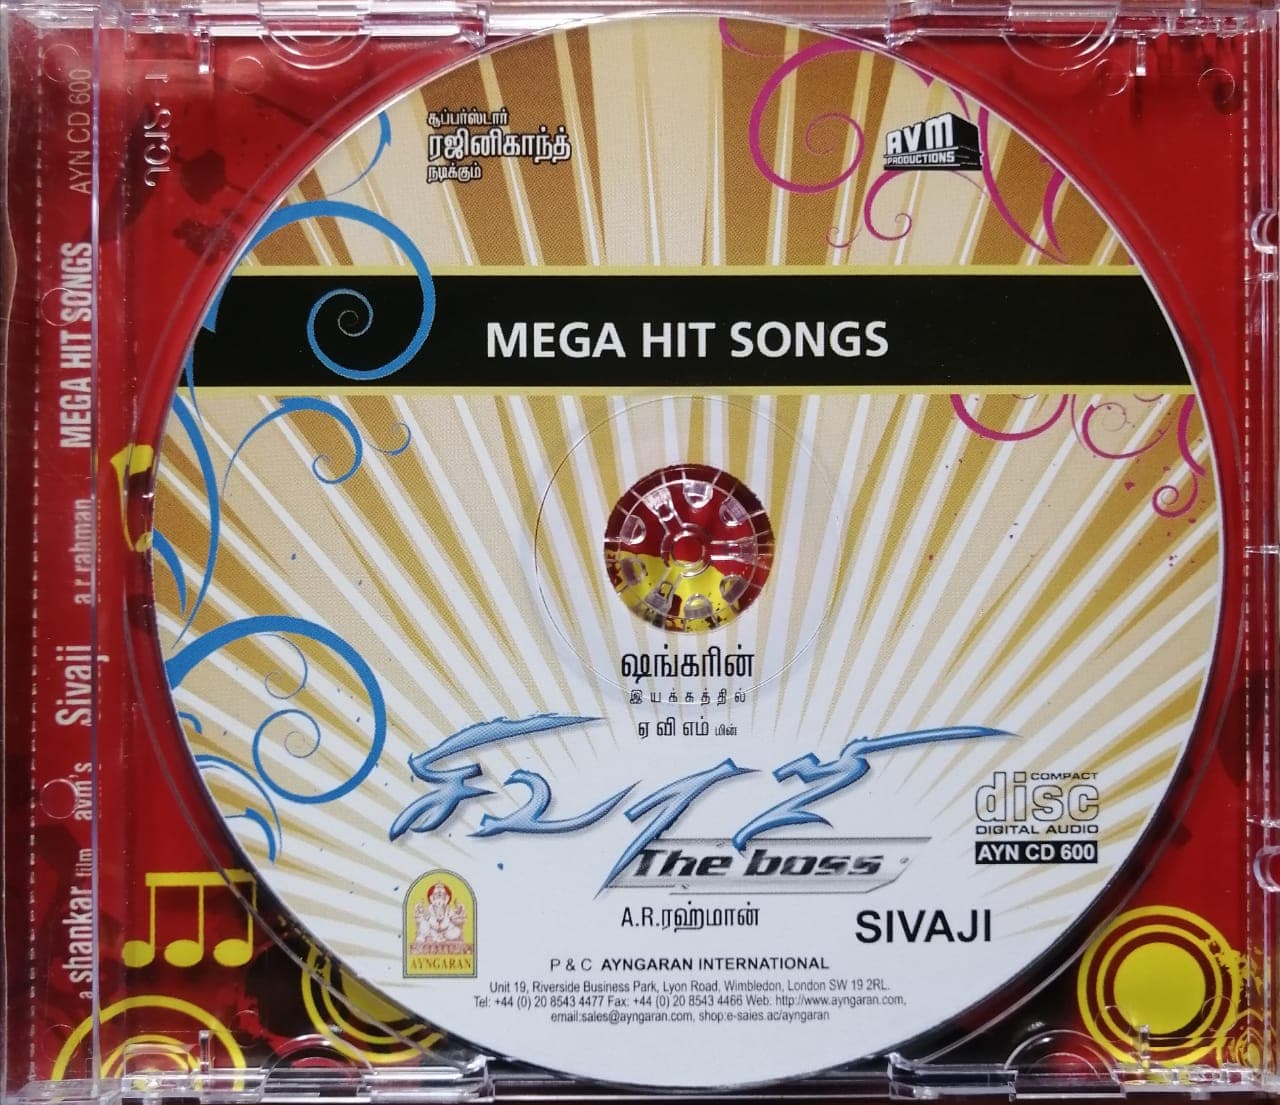 சூப்பர்ஸ்டார்
ரஜினிகாந்த்
நடிக்கும்
AVM
PRODUCTIONS
MEGA HIT SONGS
ஷங்கரின்
இயக்கத்தில்
ஏ வி எம் மின்
சிவாஜி
The boss
A.R.ரஹ்மான்
SIVAJI
COMPACT
disc
DIGITAL AUDIO
AYN CD 600
AYNGARAN
P & C AYNGARAN INTERNATIONAL
Unit 19, Riverside Business Park, Lyon Road, Wimbledon, London SW 19 2RL.
Tel: +44 (0) 20 8543 4477 Fax: +44 (0) 20 8543 4466 Web: http://www.ayngaran.com,
email:sales@ayngaran.com, shop:e-saies.ac/ayngaran
a shankar film avm's Sivaji a.r.rahman MEGA HIT SONGS AYN CD 600